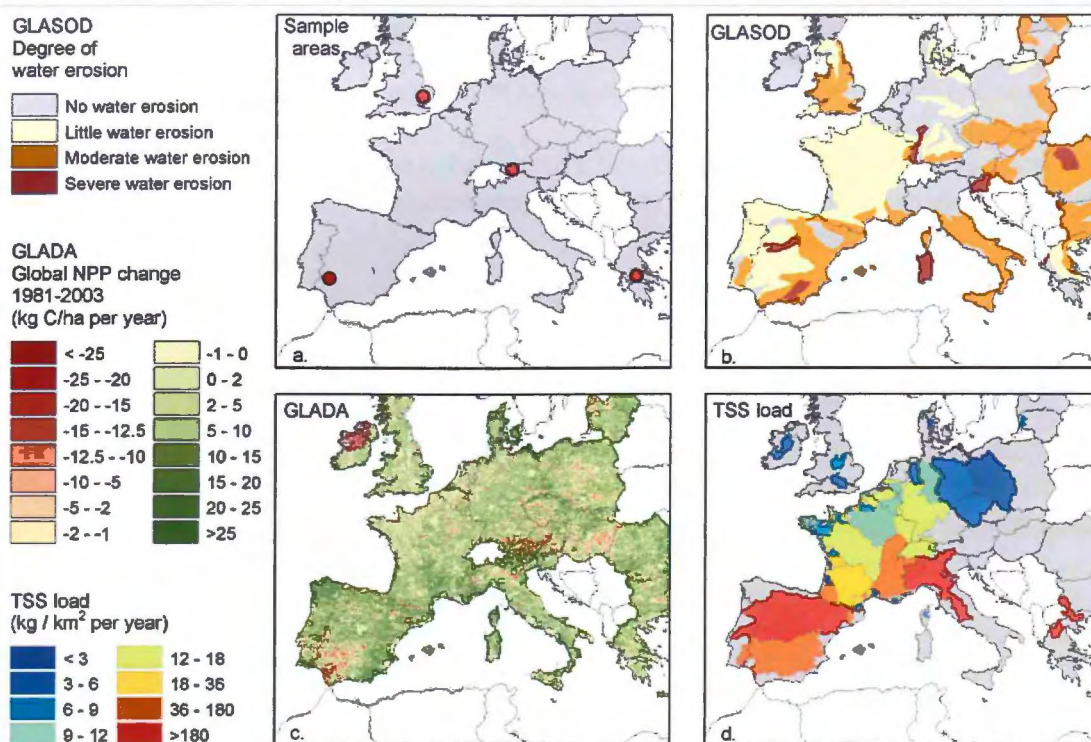 GLASOD
Degree of
water erosion
No water erosion
Little water erosion
Moderate water erosion
Severe water erosion
GLADA
Global NPP change
1981-2003
(kg C/ha per year)
< -25
-25 - -20
-20 - -15
-15 - -12.5
-12.5 - -10
-10 - -5
-5 - -2
-2 - -1
-1 - 0
0 - 2
2 - 5
5 - 10
10 - 15
15 - 20
20 - 25
>25
TSS load
(kg / km² per year)
< 3
3 - 6
6 - 9
9 - 12
12 - 18
18 - 36
36 - 180
>180
Sample
areas
a.
GLASOD
b.
GLADA
c.
TSS load
d.